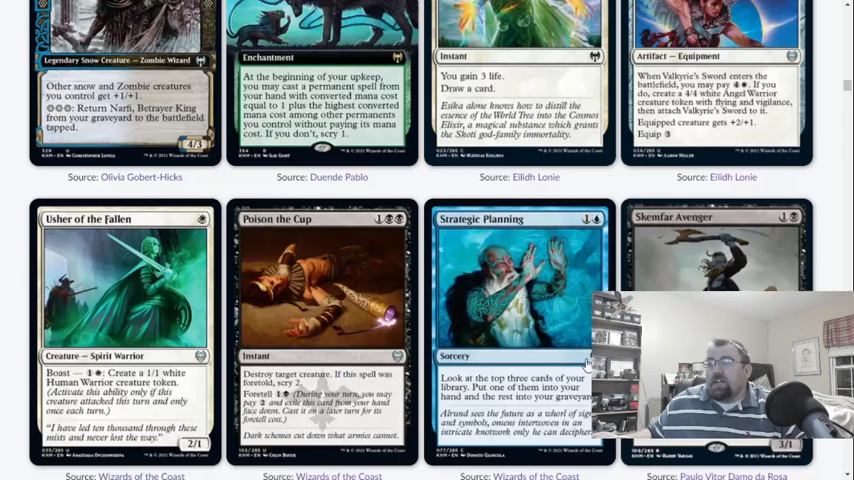 Legendary Snow Creature — Zombie Wizard
Other snow and Zombie creatures
you control get +1/+1.
Return Narfi, Betrayer King
from your graveyard to the battlefield
tapped.
4/3
Source: Olivia Gobert-Hicks
Enchantment
At the beginning of your upkeep,
you may cast a permanent spell from
your hand with converted mana cost
equal to 1 plus the highest converted
mana cost among other permanents
you control without paying its mana
cost. If you don't, scry 1.
Source: Duende Pablo
Instant
You gain 3 life.
Draw a card.
Esika alone knows how to distill the
essence of the World Tree into the Cosmos
Elixir, a magical substance which grants
the Skoti god-family immortality.
Source: Eilidh Lonie
Artifact — Equipment
When Valkyrie's Sword enters the
battlefield, you may pay 4. If you
do, create a 4/4 white Angel Warrior
creature token with flying and vigilance,
then attach Valkyrie's Sword to it.
Equipped creature gets +2/+1.
Equip 3
Source: Eilidh Lonie
Usher of the Fallen
Creature — Spirit Warrior
Boast — 1: Create a 1/1 white
Human Warrior creature token.
(Activate this ability only if this
creature attacked this turn and only
once each turn.)
"I have led ten thousand through these
mists and never lost the way."
2/1
Source: Wizards of the Coast
Poison the Cup 1
Instant
Destroy target creature. If this spell was
foretold, scry 2.
Foretell 1 (During your turn, you may
pay 2 and exile this card from your hand
face down. Cast it on a later turn for its
foretell cost.)
Dark schemes cut down what armies cannot.
Source: Wizards of the Coast
Strategic Planning 1
Sorcery
Look at the top three cards of your
library. Put one of them into your
hand and the rest into your graveyard
Alrund sees the future as a whorl of sign
and symbols, omens interwoven in an
intricate knotwork only he can decipher
Source: Wizards of the Coast
Skemfar Avenger 1
3/1
Source: Paulo Vitor Damo da Rosa